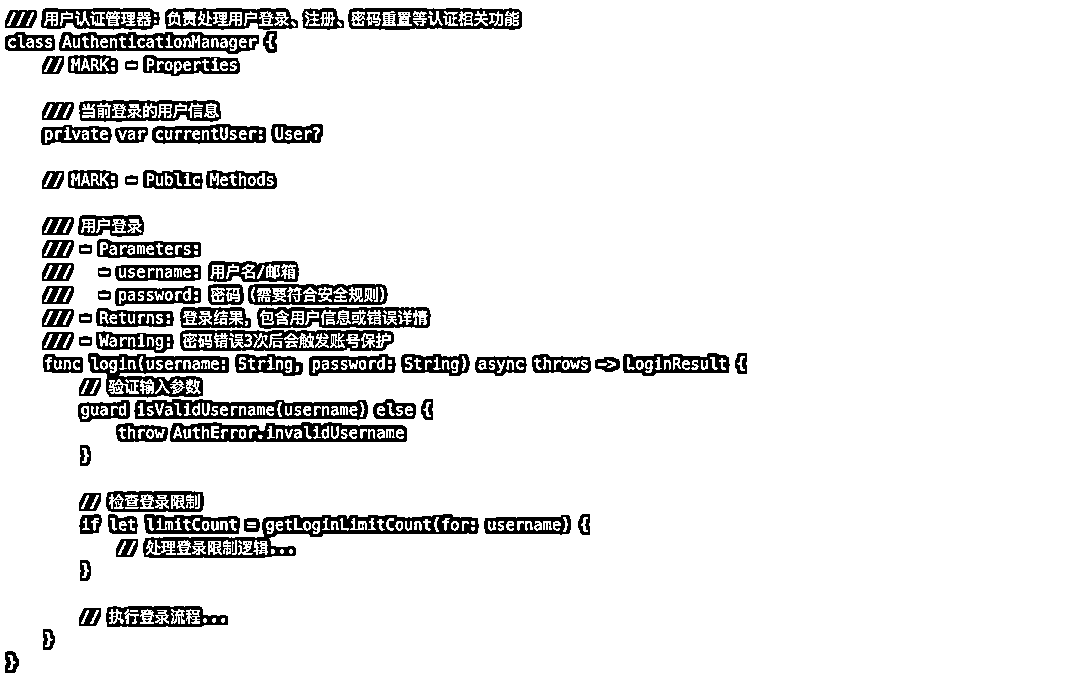 /// 用户认证管理器：负责处理用户登录、注册、密码重置等认证相关功能
class AuthenticationManager {
    // MARK: - Properties

    /// 当前登录的用户信息
    private var currentUser: User?

    // MARK: - Public Methods

    /// 用户登录
    /// - Parameters:
    ///   - username: 用户名/邮箱
    ///   - password: 密码（需要符合安全规则）
    /// - Returns: 登录结果，包含用户信息或错误详情
    /// - Warning: 密码错误3次后会触发账号保护
    func login(username: String, password: String) async throws -> LoginResult {
        // 验证输入参数
        guard isValidUsername(username) else {
            throw AuthError.invalidUsername
        }

        // 检查登录限制
        if let limitCount = getLoginLimitCount(for: username) {
            // 处理登录限制逻辑...
        }

        // 执行登录流程...
    }
}